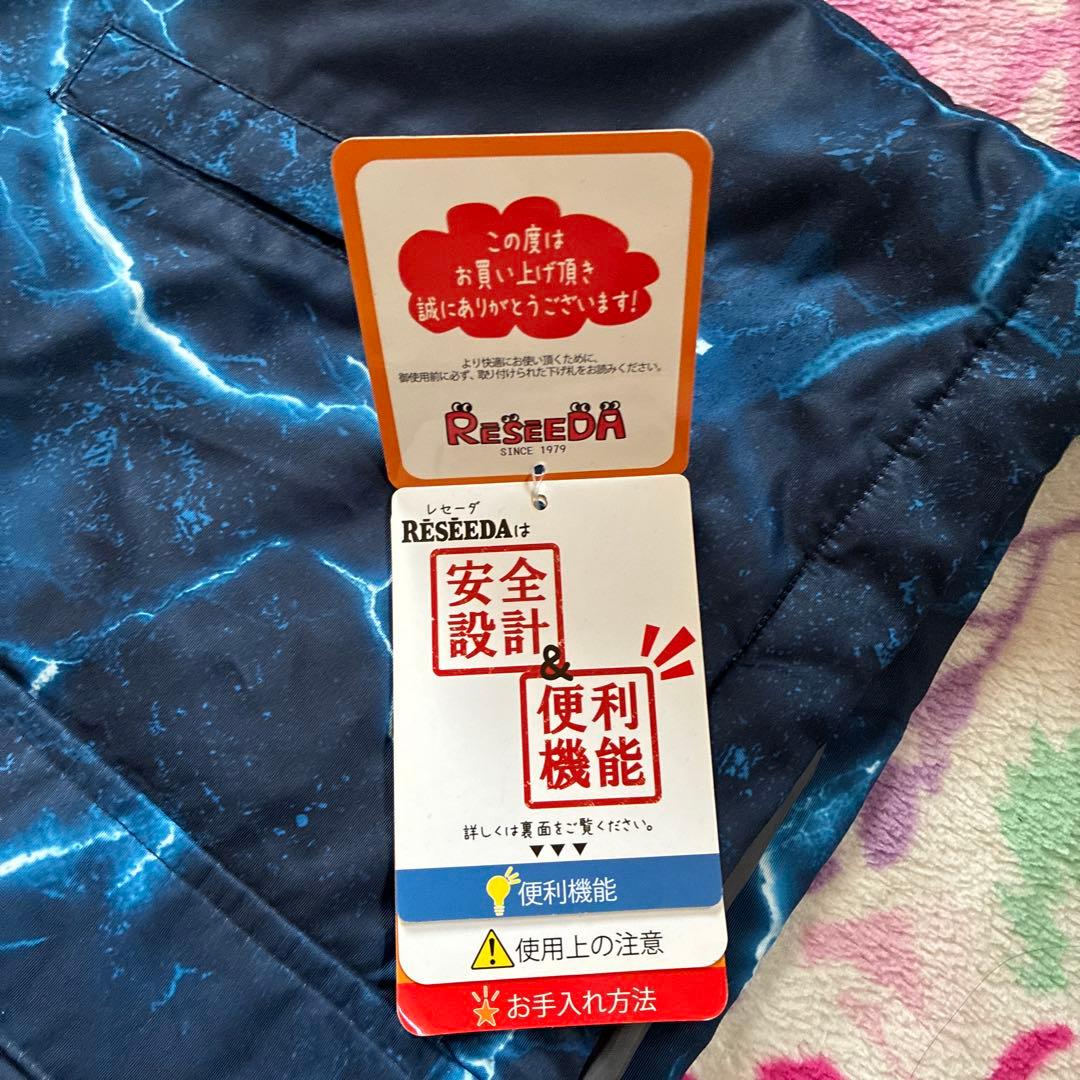 この度は
お買い上げ頂き
誠にありがとうございます!
より快適にお使い頂くために、
御使用前に必ず、取り付けられた下げ札をお読みください。
RĒSĒEDA
SINCE 1979
レセーダ
RĒSĒEDAは
安全
設計
&
便利
機能
詳しくは裏面をご覧ください。
▼▼▼
便利機能
使用上の注意
お手入れ方法